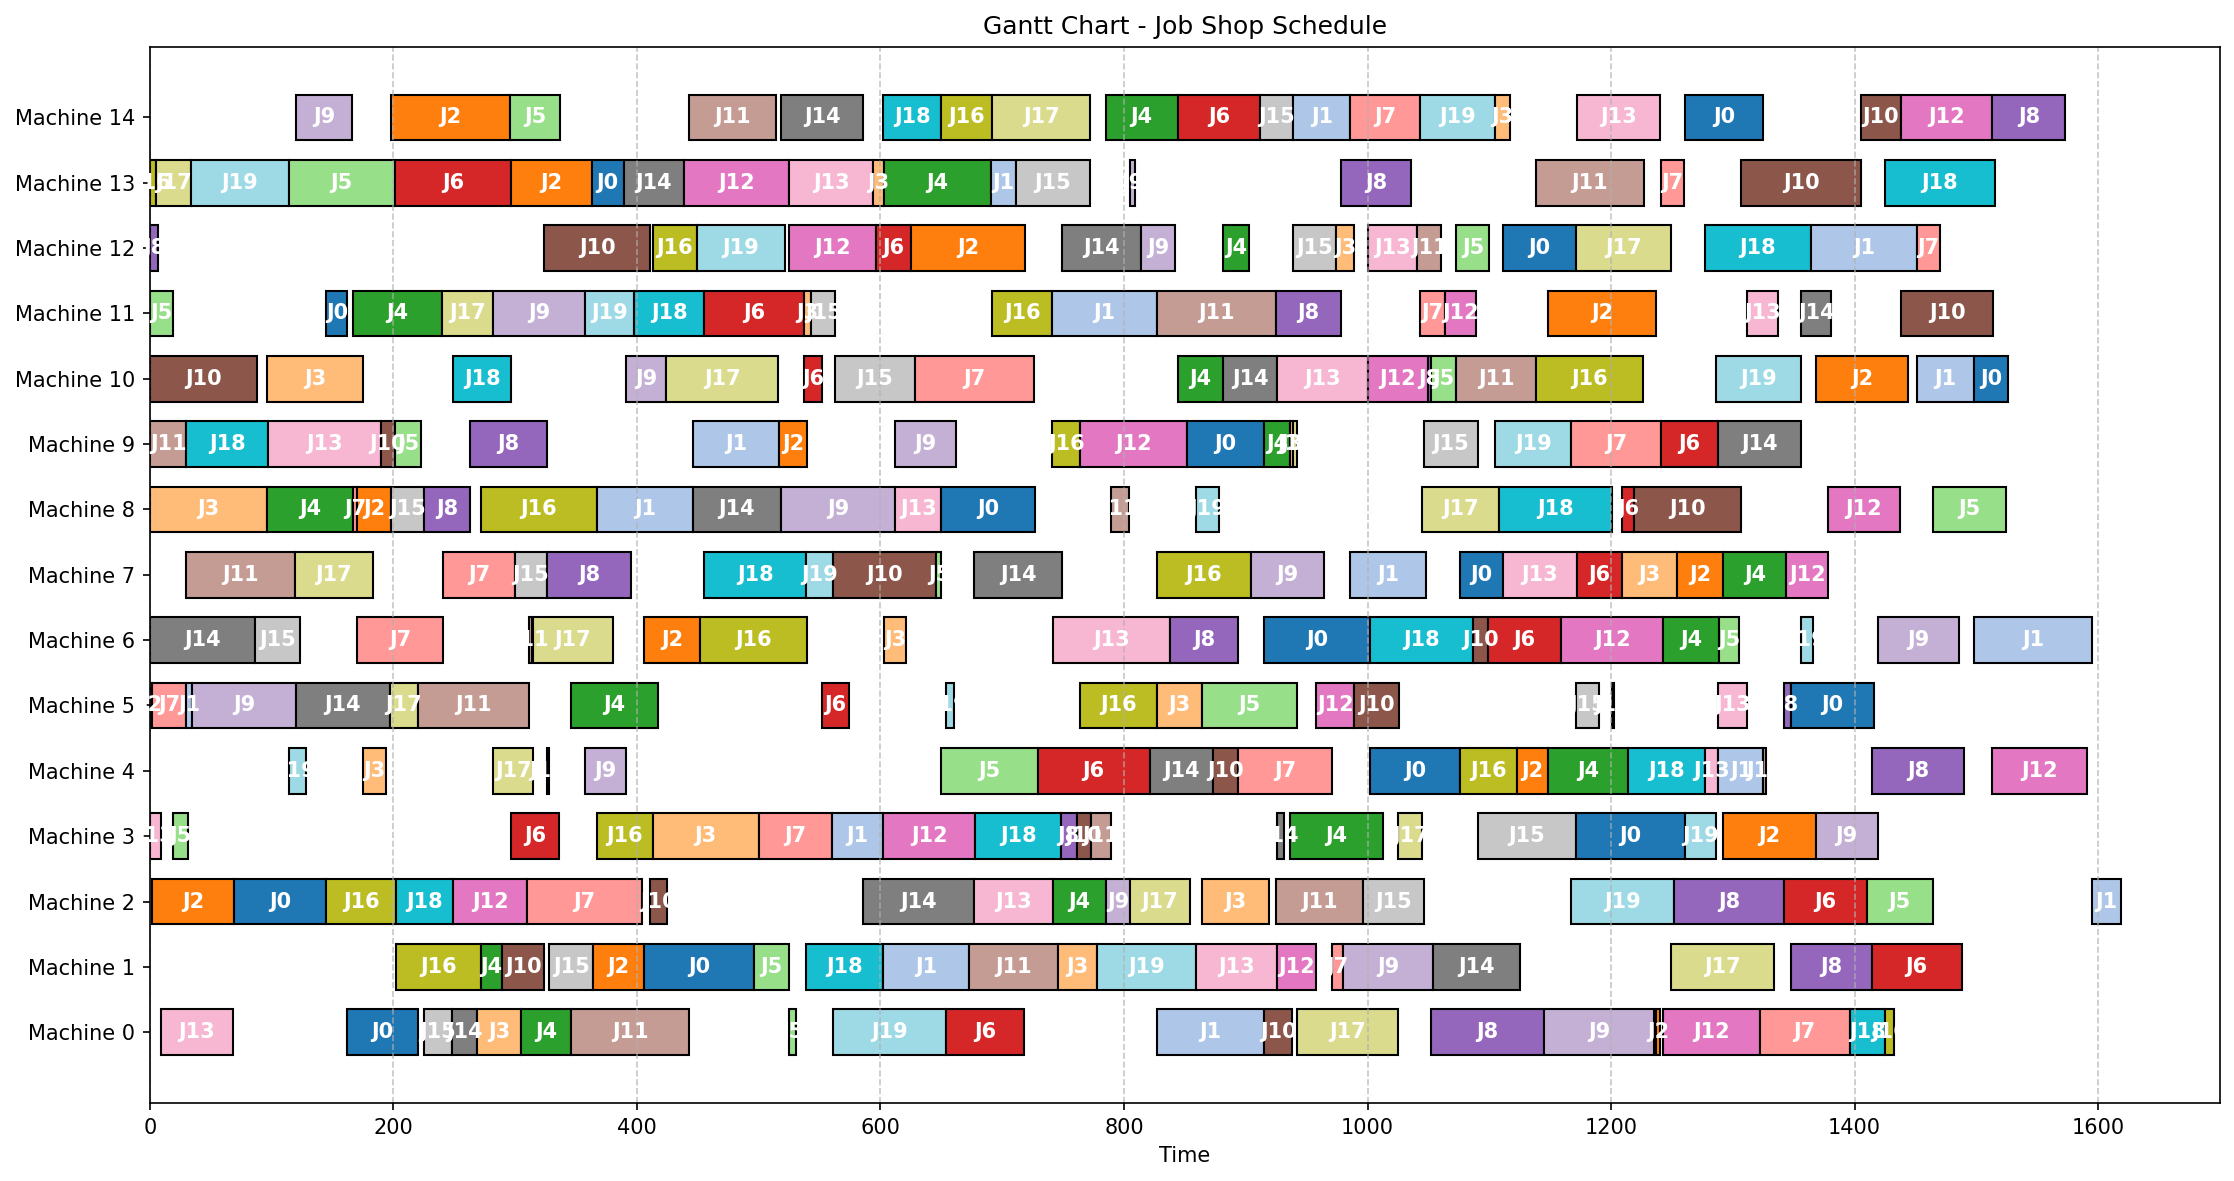 Gantt Chart - Job Shop Schedule
Machine 14 J9 J2 J5 J11 J14 J18 J16 J17 J4 J6 J15 J1 J7 J19 J3 J13 J0 J10 J12 J8
Machine 13 J17 J19 J5 J6 J2 J0 J14 J12 J13 J3 J4 J1 J15 J9 J8 J11 J7 J10 J18
Machine 12 J8 J10 J16 J19 J12 J6 J2 J14 J9 J4 J15 J3 J13 J11 J5 J0 J17 J18 J1 J7
Machine 11 J5 J0 J4 J17 J9 J19 J18 J6 J3 J15 J16 J1 J11 J8 J7 J12 J2 J13 J14 J10
Machine 10 J10 J3 J18 J9 J17 J6 J15 J7 J4 J14 J13 J12 J8 J5 J11 J16 J19 J2 J1 J0
Machine 9 J11 J18 J13 J10 J5 J8 J1 J2 J9 J16 J12 J0 J4 J3 J15 J19 J7 J6 J14
Machine 8 J3 J4 J7 J2 J15 J8 J16 J1 J14 J9 J13 J0 J11 J19 J17 J18 J6 J10 J12 J5
Machine 7 J11 J17 J7 J15 J8 J18 J19 J10 J5 J14 J16 J9 J1 J0 J13 J6 J3 J2 J4 J12
Machine 6 J14 J15 J7 J17 J2 J16 J3 J13 J8 J0 J18 J10 J6 J12 J4 J5 J19 J9 J1
Machine 5 J2 J7 J1 J9 J14 J17 J11 J4 J6 J19 J16 J3 J5 J12 J10 J15 J13 J8 J0
Machine 4 J19 J3 J17 J9 J5 J6 J14 J10 J7 J0 J16 J2 J4 J18 J13 J1 J8 J12
Machine 3 J13 J5 J6 J16 J3 J7 J1 J12 J18 J8 J10 J11 J14 J4 J17 J15 J0 J19 J2 J9
Machine 2 J2 J0 J16 J18 J12 J7 J10 J14 J13 J4 J9 J17 J3 J11 J15 J19 J8 J6 J5 J1
Machine 1 J16 J4 J10 J15 J2 J0 J5 J18 J1 J11 J3 J19 J13 J12 J7 J9 J14 J17 J8 J6
Machine 0 J13 J0 J15 J14 J3 J4 J11 J5 J19 J6 J1 J10 J17 J8 J9 J2 J12 J7 J18 J16
0 200 400 600 800 1000 1200 1400 1600
Time